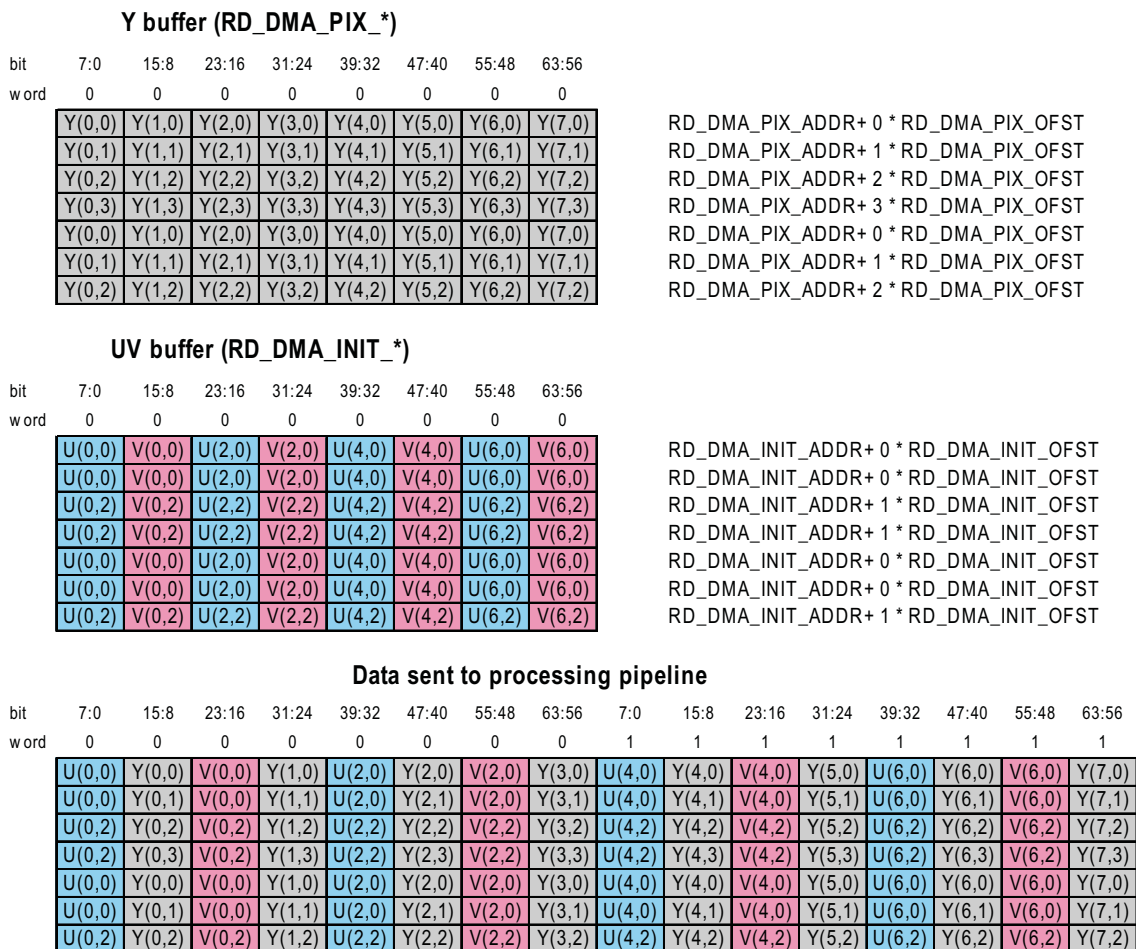 Y buffer (RD_DMA_PIX_*)
bit 7:0 15:8 23:16 31:24 39:32 47:40 55:48 63:56
word 0 0 0 0 0 0 0 0
Y(0,0) Y(1,0) Y(2,0) Y(3,0) Y(4,0) Y(5,0) Y(6,0) Y(7,0) RD_DMA_PIX_ADDR+ 0 * RD_DMA_PIX_OFST
Y(0,1) Y(1,1) Y(2,1) Y(3,1) Y(4,1) Y(5,1) Y(6,1) Y(7,1) RD_DMA_PIX_ADDR+ 1 * RD_DMA_PIX_OFST
Y(0,2) Y(1,2) Y(2,2) Y(3,2) Y(4,2) Y(5,2) Y(6,2) Y(7,2) RD_DMA_PIX_ADDR+ 2 * RD_DMA_PIX_OFST
Y(0,3) Y(1,3) Y(2,3) Y(3,3) Y(4,3) Y(5,3) Y(6,3) Y(7,3) RD_DMA_PIX_ADDR+ 3 * RD_DMA_PIX_OFST
Y(0,0) Y(1,0) Y(2,0) Y(3,0) Y(4,0) Y(5,0) Y(6,0) Y(7,0) RD_DMA_PIX_ADDR+ 0 * RD_DMA_PIX_OFST
Y(0,1) Y(1,1) Y(2,1) Y(3,1) Y(4,1) Y(5,1) Y(6,1) Y(7,1) RD_DMA_PIX_ADDR+ 1 * RD_DMA_PIX_OFST
Y(0,2) Y(1,2) Y(2,2) Y(3,2) Y(4,2) Y(5,2) Y(6,2) Y(7,2) RD_DMA_PIX_ADDR+ 2 * RD_DMA_PIX_OFST
UV buffer (RD_DMA_INIT_*)
bit 7:0 15:8 23:16 31:24 39:32 47:40 55:48 63:56
word 0 0 0 0 0 0 0 0
U(0,0) V(0,0) U(2,0) V(2,0) U(4,0) V(4,0) U(6,0) V(6,0) RD_DMA_INIT_ADDR+ 0 * RD_DMA_INIT_OFST
U(0,0) V(0,0) U(2,0) V(2,0) U(4,0) V(4,0) U(6,0) V(6,0) RD_DMA_INIT_ADDR+ 0 * RD_DMA_INIT_OFST
U(0,2) V(0,2) U(2,2) V(2,2) U(4,2) V(4,2) U(6,2) V(6,2) RD_DMA_INIT_ADDR+ 1 * RD_DMA_INIT_OFST
U(0,2) V(0,2) U(2,2) V(2,2) U(4,2) V(4,2) U(6,2) V(6,2) RD_DMA_INIT_ADDR+ 1 * RD_DMA_INIT_OFST
U(0,0) V(0,0) U(2,0) V(2,0) U(4,0) V(4,0) U(6,0) V(6,0) RD_DMA_INIT_ADDR+ 0 * RD_DMA_INIT_OFST
U(0,0) V(0,0) U(2,0) V(2,0) U(4,0) V(4,0) U(6,0) V(6,0) RD_DMA_INIT_ADDR+ 0 * RD_DMA_INIT_OFST
U(0,2) V(0,2) U(2,2) V(2,2) U(4,2) V(4,2) U(6,2) V(6,2) RD_DMA_INIT_ADDR+ 1 * RD_DMA_INIT_OFST
Data sent to processing pipeline
bit 7:0 15:8 23:16 31:24 39:32 47:40 55:48 63:56 7:0 15:8 23:16 31:24 39:32 47:40 55:48 63:56
word 0 0 0 0 0 0 0 0 1 1 1 1 1 1 1 1
U(0,0) Y(0,0) V(0,0) Y(1,0) U(2,0) Y(2,0) V(2,0) Y(3,0) U(4,0) Y(4,0) V(4,0) Y(5,0) U(6,0) Y(6,0) V(6,0) Y(7,0)
U(0,0) Y(0,1) V(0,0) Y(1,1) U(2,0) Y(2,1) V(2,0) Y(3,1) U(4,0) Y(4,1) V(4,0) Y(5,1) U(6,0) Y(6,1) V(6,0) Y(7,1)
U(0,2) Y(0,2) V(0,2) Y(1,2) U(2,2) Y(2,2) V(2,2) Y(3,2) U(4,2) Y(4,2) V(4,2) Y(5,2) U(6,2) Y(6,2) V(6,2) Y(7,2)
U(0,2) Y(0,3) V(0,2) Y(1,3) U(2,2) Y(2,3) V(2,2) Y(3,3) U(4,2) Y(4,3) V(4,2) Y(5,3) U(6,2) Y(6,3) V(6,2) Y(7,3)
U(0,0) Y(0,0) V(0,0) Y(1,0) U(2,0) Y(2,0) V(2,0) Y(3,0) U(4,0) Y(4,0) V(4,0) Y(5,0) U(6,0) Y(6,0) V(6,0) Y(7,0)
U(0,0) Y(0,1) V(0,0) Y(1,1) U(2,0) Y(2,1) V(2,0) Y(3,1) U(4,0) Y(4,1) V(4,0) Y(5,1) U(6,0) Y(6,1) V(6,0) Y(7,1)
U(0,2) Y(0,2) V(0,2) Y(1,2) U(2,2) Y(2,2) V(2,2) Y(3,2) U(4,2) Y(4,2) V(4,2) Y(5,2) U(6,2) Y(6,2) V(6,2) Y(7,2)